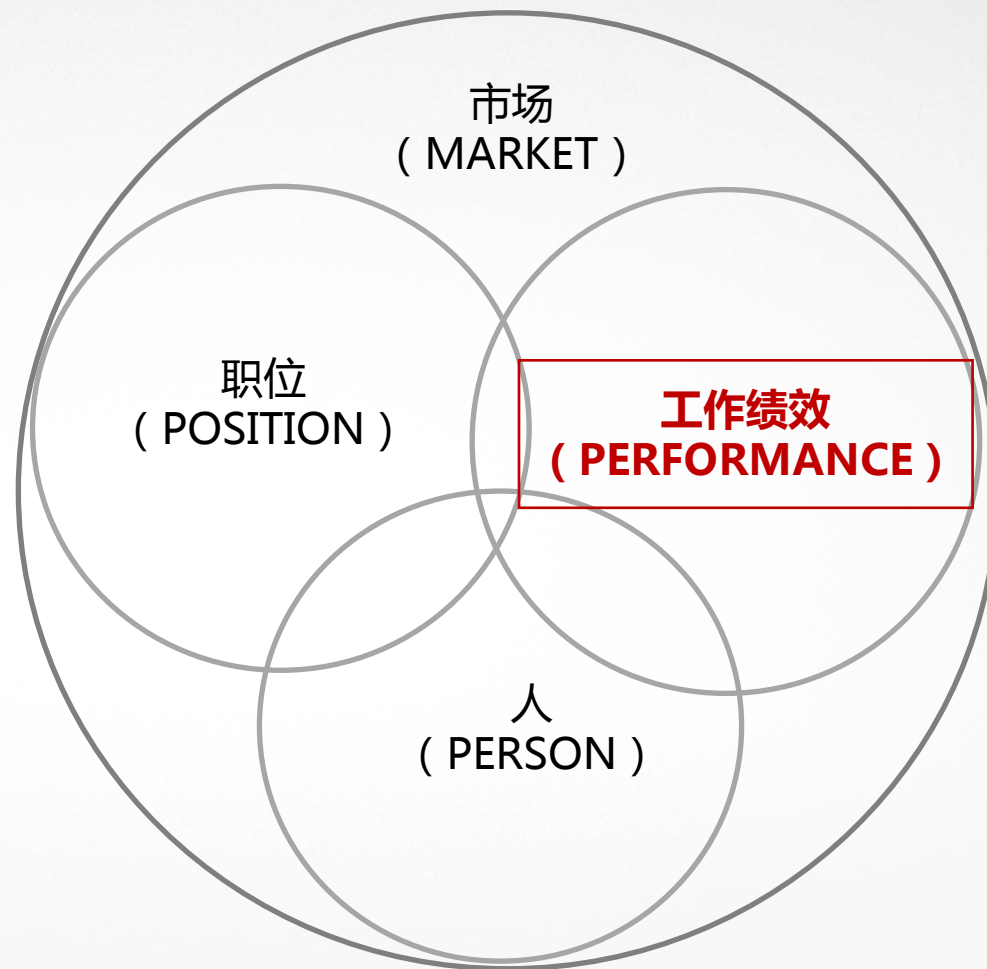 市场
（MARKET）
职位
（POSITION）
工作绩效
（PERFORMANCE）
人
（PERSON）